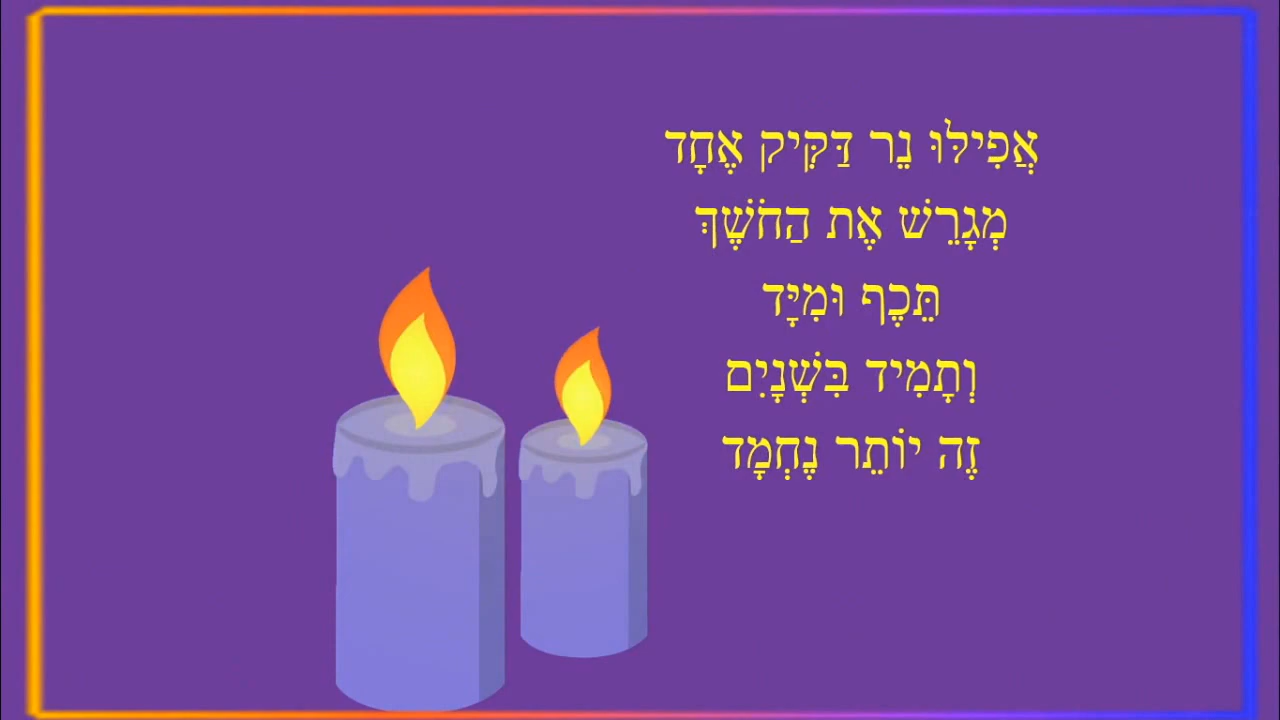 אֲפִילּוּ נֵר דַּקִּיק אֶחָד
מְגָרֵשׁ אֶת הַחֹשֶׁךְ
תֵּכֶף וּמִיָּד
וְתָמִיד בִּשְׁנָיִם
זֶה יוֹתֵר נֶחְמָד